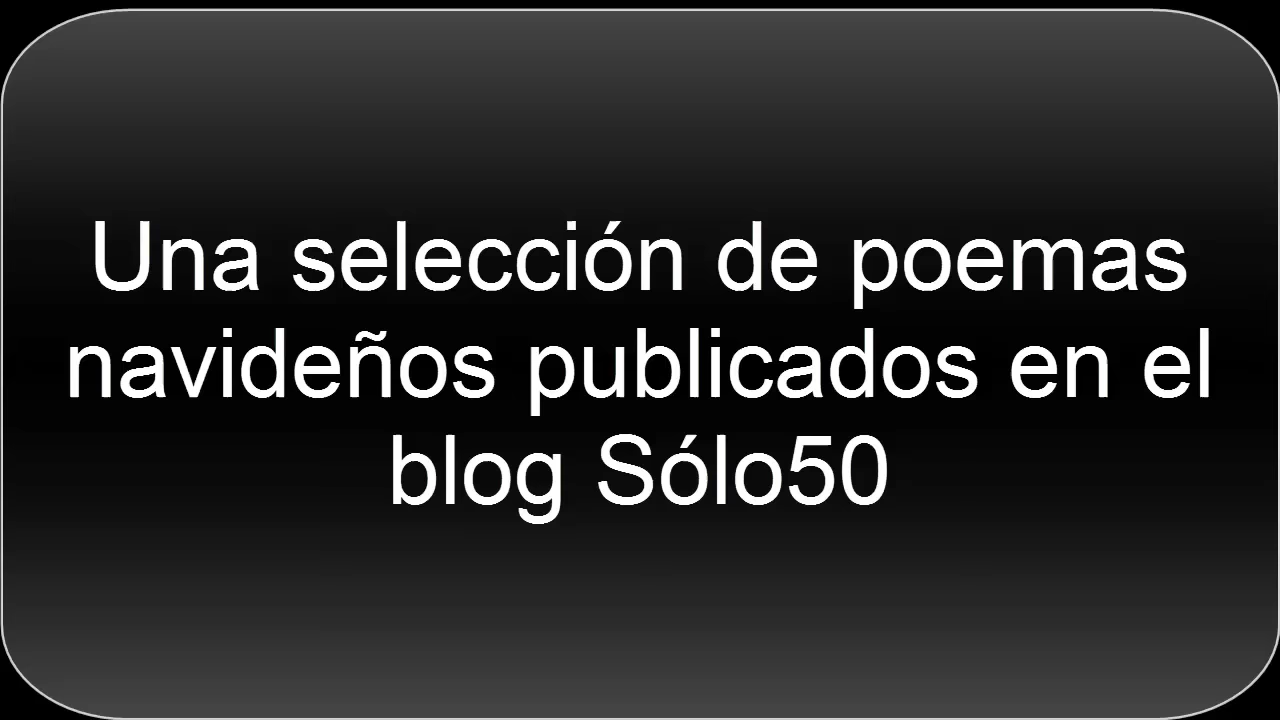 Una selección de poemas
navideños publicados en el
blog Sólo50